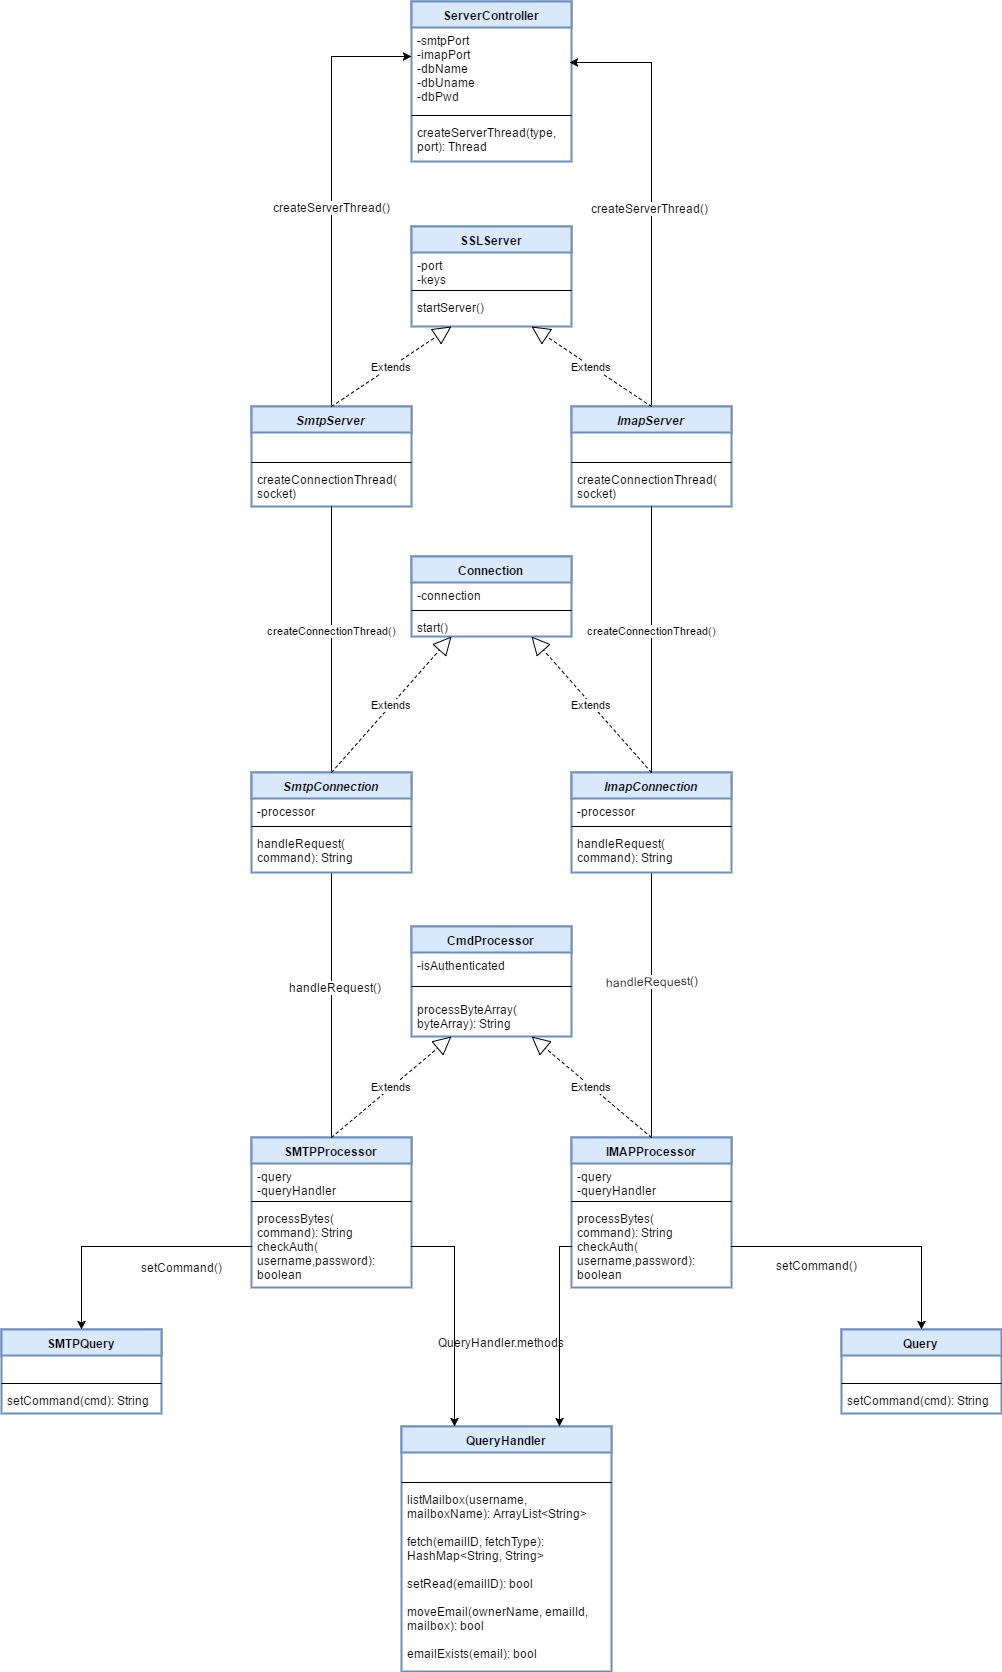 ServerController
-smtpPort
-imapPort
-dbName
-dbUname
-dbPwd
createServerThread(type,
port): Thread
createServerThread()
createServerThread()
SSLServer
-port
-keys
startServer()
Extends
Extends
SmtpServer
createConnectionThread(
socket)
ImapServer
createConnectionThread(
socket)
Connection
-connection
start()
createConnectionThread()
createConnectionThread()
Extends
Extends
SmtpConnection
-processor
handleRequest(
command): String
ImapConnection
-processor
handleRequest(
command): String
CmdProcessor
-isAuthenticated
processByteArray(
byteArray): String
handleRequest()
handleRequest()
Extends
Extends
SMTPProcessor
-query
-queryHandler
processBytes(
command): String
checkAuth(
username,password):
boolean
IMAPProcessor
-query
-queryHandler
processBytes(
command): String
checkAuth(
username,password):
boolean
setCommand()
setCommand()
SMTPQuery
setCommand(cmd): String
QueryHandler.methods
Query
setCommand(cmd): String
QueryHandler
listMailbox(username,
mailboxName): ArrayList<String>
fetch(emailID, fetchType):
HashMap<String, String>
setRead(emailID): bool
moveEmail(ownerName, emailId,
mailbox): bool
emailExists(email): bool